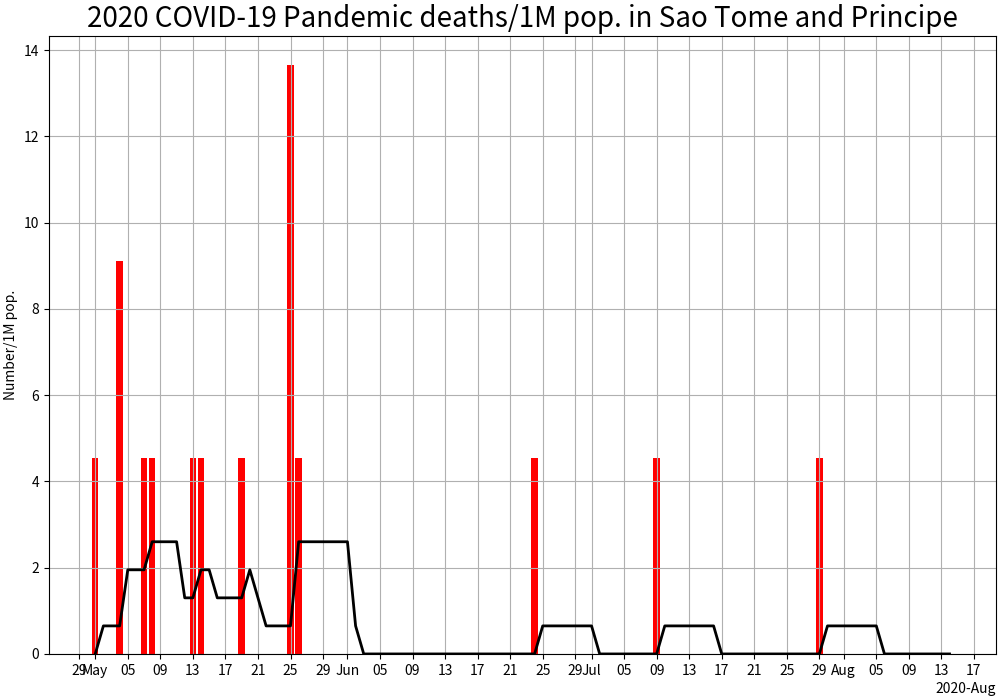 2020 COVID-19 Pandemic deaths/1M pop. in Sao Tome and Principe
Number/1M pop.
14
12
10
8
6
4
2
0
29 May 05 09 13 17 21 25 29 Jun 05 09 13 17 21 25 29 Jul 05 09 13 17 21 25 29 Aug 05 09 13 17
2020-Aug